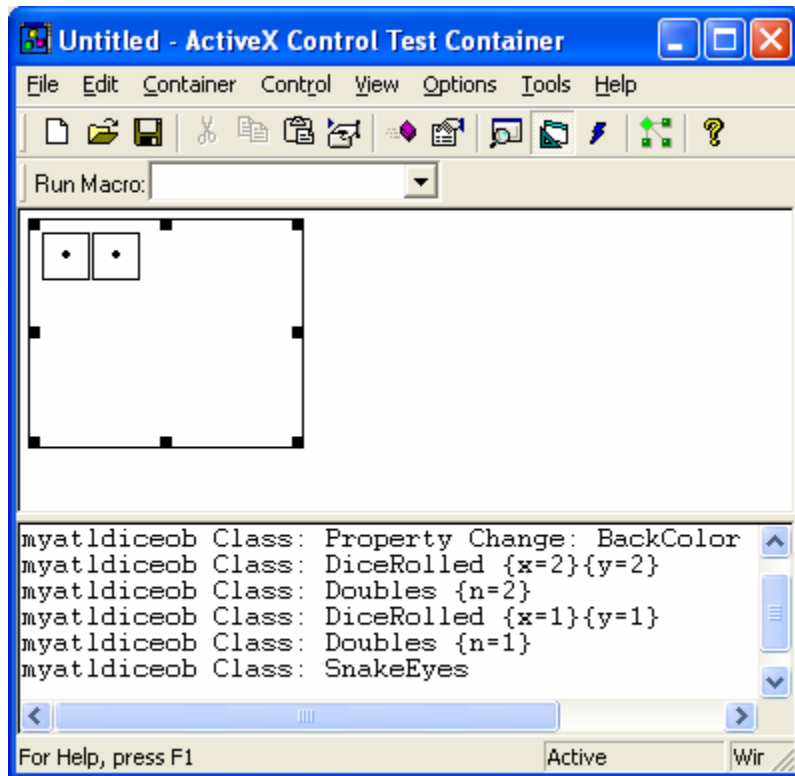 Untitled - ActiveX Control Test Container
File Edit Container Control View Options Tools Help
Run Macro:
myatldiceob Class: Property Change: BackColor
myatldiceob Class: DiceRolled {x=2}{y=2}
myatldiceob Class: Doubles {n=2}
myatldiceob Class: DiceRolled {x=1}{y=1}
myatldiceob Class: Doubles {n=1}
myatldiceob Class: SnakeEyes
For Help, press F1 Active Wir